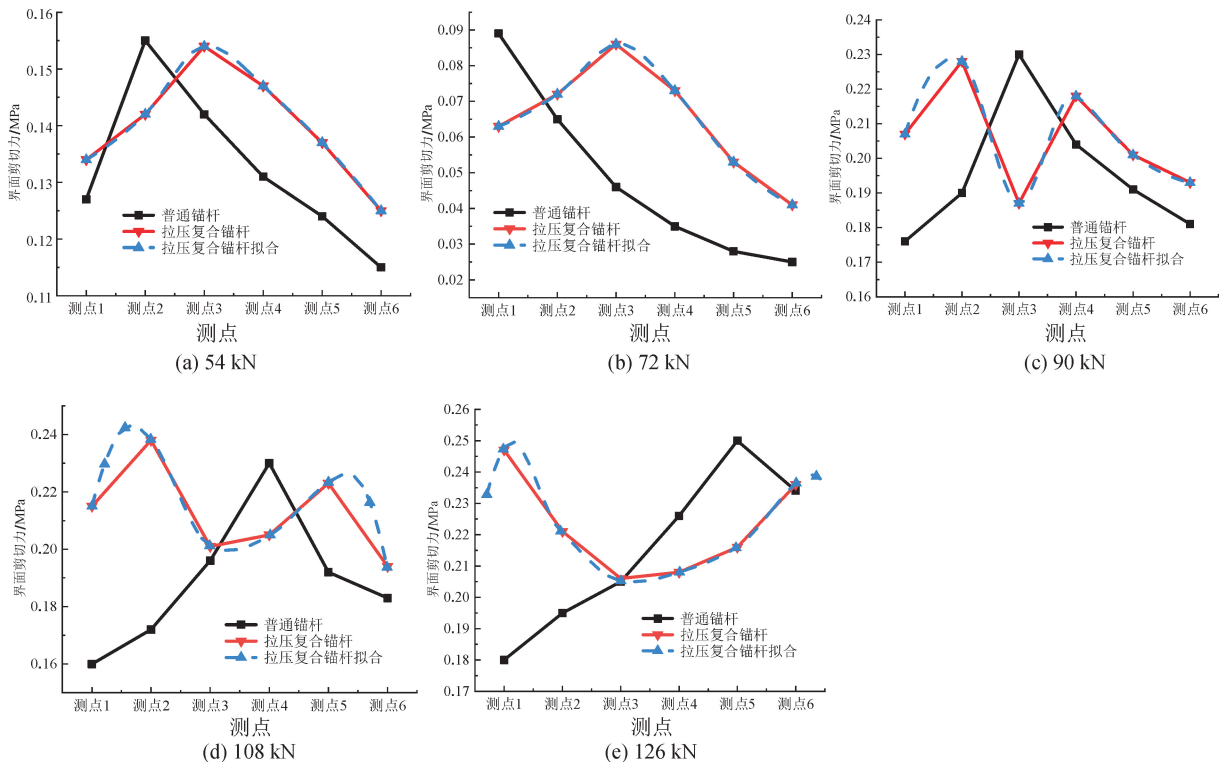 界面剪切力/MPa
0.16
0.15
0.14
0.13
0.12
0.11
普通锚杆
拉压复合锚杆
拉压复合锚杆拟合
测点1 测点2 测点3 测点4 测点5 测点6
测点
(a) 54 kN
界面剪切力/MPa
0.09
0.08
0.07
0.06
0.05
0.04
0.03
0.02
普通锚杆
拉压复合锚杆
拉压复合锚杆拟合
测点1 测点2 测点3 测点4 测点5 测点6
测点
(b) 72 kN
界面剪切力/MPa
0.24
0.23
0.22
0.21
0.20
0.19
0.18
0.17
0.16
普通锚杆
拉压复合锚杆
拉压复合锚杆拟合
测点1 测点2 测点3 测点4 测点5 测点6
测点
(c) 90 kN
界面剪切力/MPa
0.24
0.22
0.20
0.18
0.16
普通锚杆
拉压复合锚杆
拉压复合锚杆拟合
测点1 测点2 测点3 测点4 测点5 测点6
测点
(d) 108 kN
界面剪切力/MPa
0.26
0.25
0.24
0.23
0.22
0.21
0.20
0.19
0.18
0.17
普通锚杆
拉压复合锚杆
拉压复合锚杆拟合
测点1 测点2 测点3 测点4 测点5 测点6
测点
(e) 126 kN